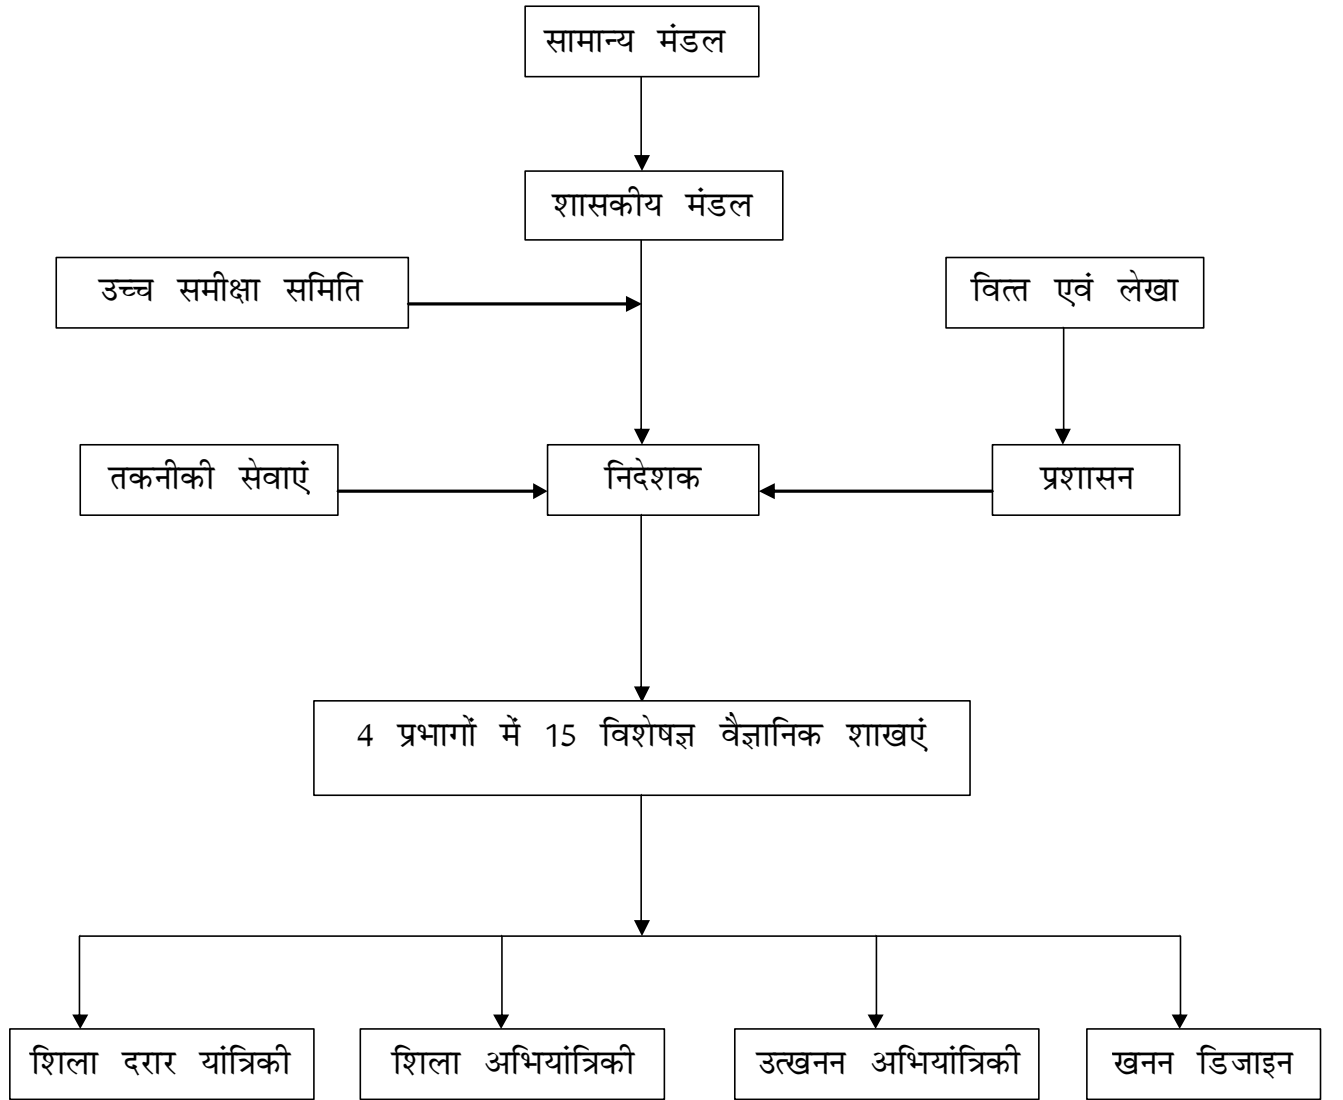 सामान्य मंडल
शासकीय मंडल
उच्च समीक्षा समिति
वित्त एवं लेखा
तकनीकी सेवाएं
निदेशक
प्रशासन
4 प्रभागों में 15 विशेषज्ञ वैज्ञानिक शाखएं
शिला दरार यांत्रिकी
शिला अभियांत्रिकी
उत्खनन अभियांत्रिकी
खनन डिजाइन